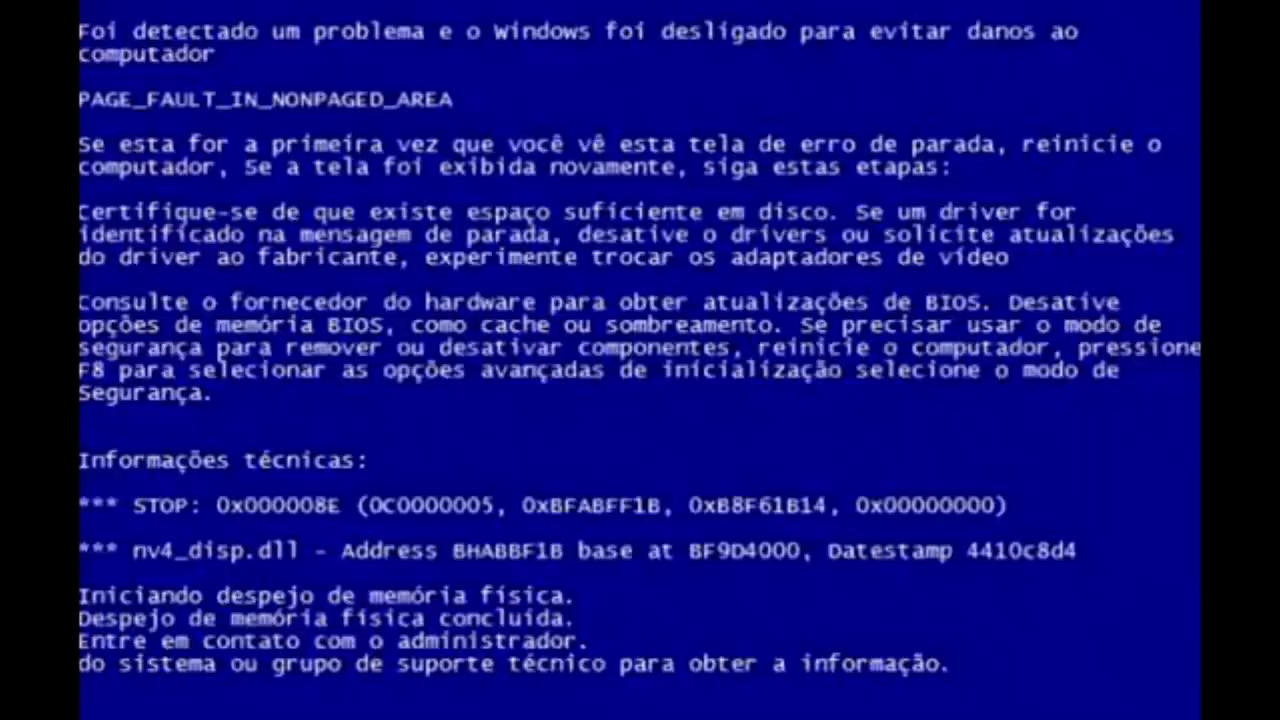 Foi detectado um problema e o Windows foi desligado para evitar danos ao
computador
PAGE_FAULT_IN_NONPAGED_AREA
Se esta for a primeira vez que você vê esta tela de erro de parada, reinicie o
computador, Se a tela foi exibida novamente, siga estas etapas:
Certifique-se de que existe espaço suficiente em disco. Se um driver for
identificado na mensagem de parada, desative o drivers ou solicite atualizações
do driver ao fabricante, experimente trocar os adaptadores de vídeo
Consulte o fornecedor do hardware para obter atualizações de BIOS. Desative
opções de memória BIOS, como cache ou sombreamento. Se precisar usar o modo de
segurança para remover ou desativar componentes, reinicie o computador, pressione
F8 para selecionar as opções avançadas de inicialização selecione o modo de
Segurança.
Informações técnicas:
*** STOP: 0x000008E (0C0000005, 0xBFABFF1B, 0xB8F61B14, 0x00000000)
*** nv4_disp.dll - Address BHABBF1B base at BF9D4000, Datestamp 4410c8d4
Iniciando despejo de memória física.
Despejo de memória física concluída.
Entre em contato com o administrador.
do sistema ou grupo de suporte técnico para obter a informação.